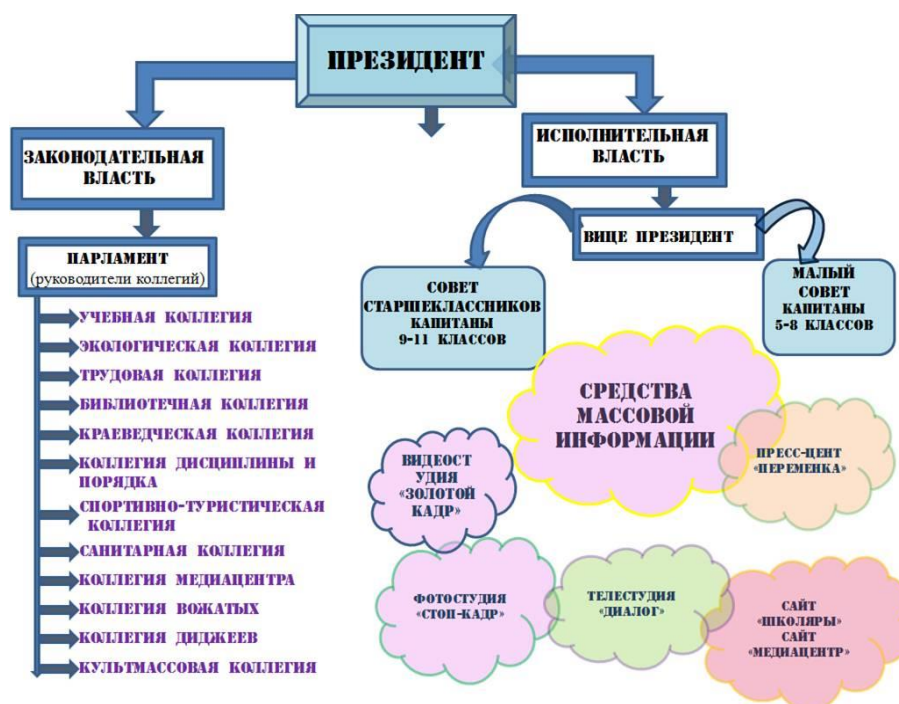 ПРЕЗИДЕНТ
ЗАКОНОДАТЕЛЬНАЯ
ВЛАСТЬ
ИСПОЛНИТЕЛЬНАЯ
ВЛАСТЬ
ПАРЛАМЕНТ
(руководители коллегий)
УЧЕБНАЯ КОЛЛЕГИЯ
ЭКОЛОГИЧЕСКАЯ КОЛЛЕГИЯ
ТРУДОВАЯ КОЛЛЕГИЯ
БИБЛИОТЕЧНАЯ КОЛЛЕГИЯ
КРАЕВЕДЧЕСКАЯ КОЛЛЕГИЯ
КОЛЛЕГИЯ ДИСЦИПЛИНЫ И
ПОРЯДКА
СПОРТИВНО-ТУРИСТИЧЕСКАЯ
КОЛЛЕГИЯ
САНИТАРНАЯ КОЛЛЕГИЯ
КОЛЛЕГИЯ МЕДИАЦЕНТРА
КОЛЛЕГИЯ ВОЖАТЫХ
КОЛЛЕГИЯ ДИДЖЕЕВ
КУЛЬТМАССОВАЯ КОЛЛЕГИЯ
ВИЦЕ ПРЕЗИДЕНТ
СОВЕТ
СТАРШЕКЛАССНИКОВ
КАПИТАНЫ
9-11 КЛАССОВ
МАЛЫЙ
СОВЕТ
КАПИТАНЫ
5-8 КЛАССОВ
СРЕДСТВА
МАССОВОЙ
ИНФОРМАЦИИ
ВИДЕОСТ
УДИЯ
«ЗОЛОТОЙ
КАДР»
ПРЕСС-ЦЕНТ
«ПЕРЕМЕНКА»
ФОТОСТУДИЯ
«СТОП-КАДР»
ТЕЛЕСТУДИЯ
«ДИАЛОГ»
САЙТ
«ШКОЛЯРЫ»
САЙТ
«МЕДИАЦЕНТР»